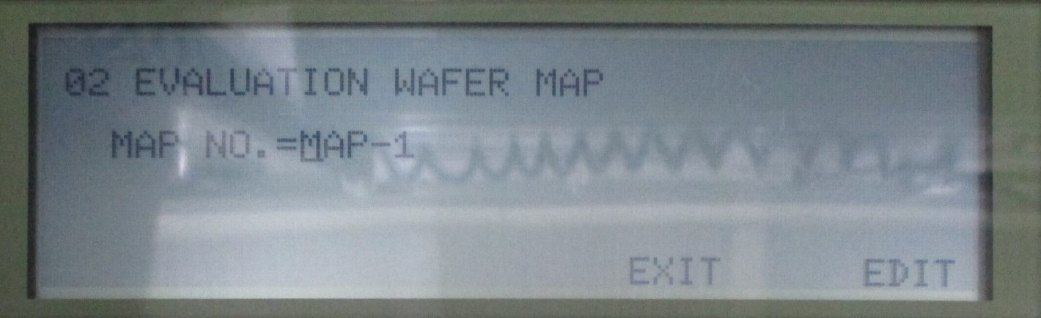 02 EVALUATION WAFER MAP
MAP NO.=MAP-1
EXIT EDIT